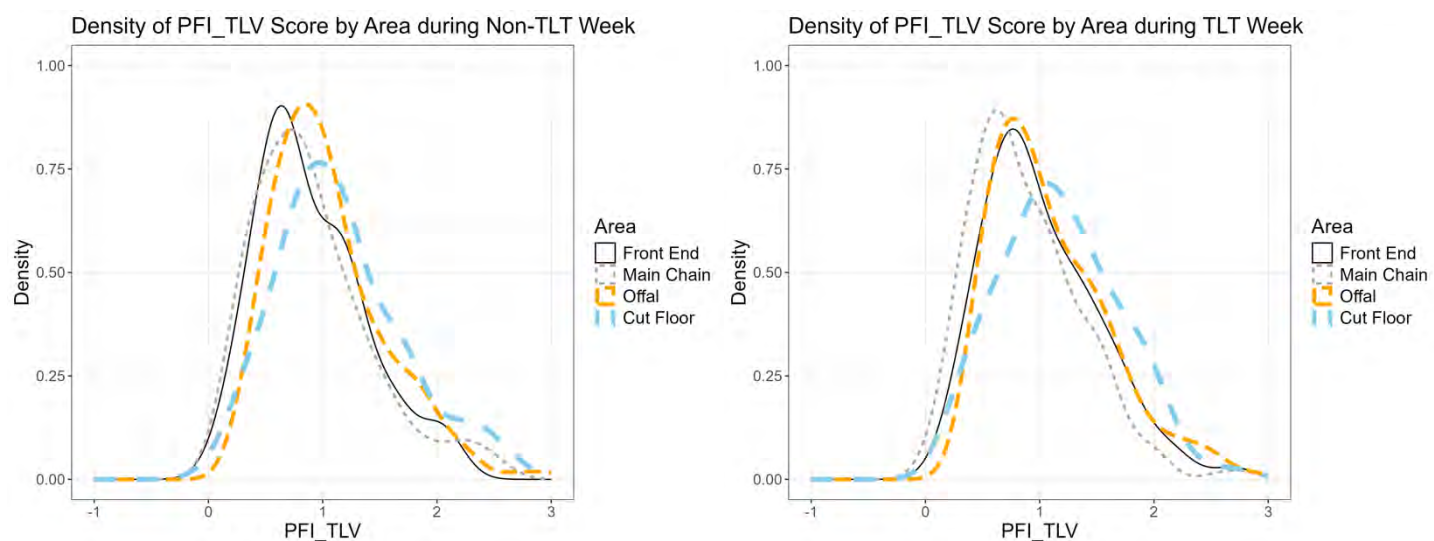 Density of PFI_TLV Score by Area during Non-TLT Week
1.00
0.75
0.50
0.25
0.00
Density
-1 0 1 2 3
PFI_TLV
Area
Front End
Main Chain
Offal
Cut Floor
Density of PFI_TLV Score by Area during TLT Week
1.00
0.75
0.50
0.25
0.00
Density
-1 0 1 2 3
PFI_TLV
Area
Front End
Main Chain
Offal
Cut Floor